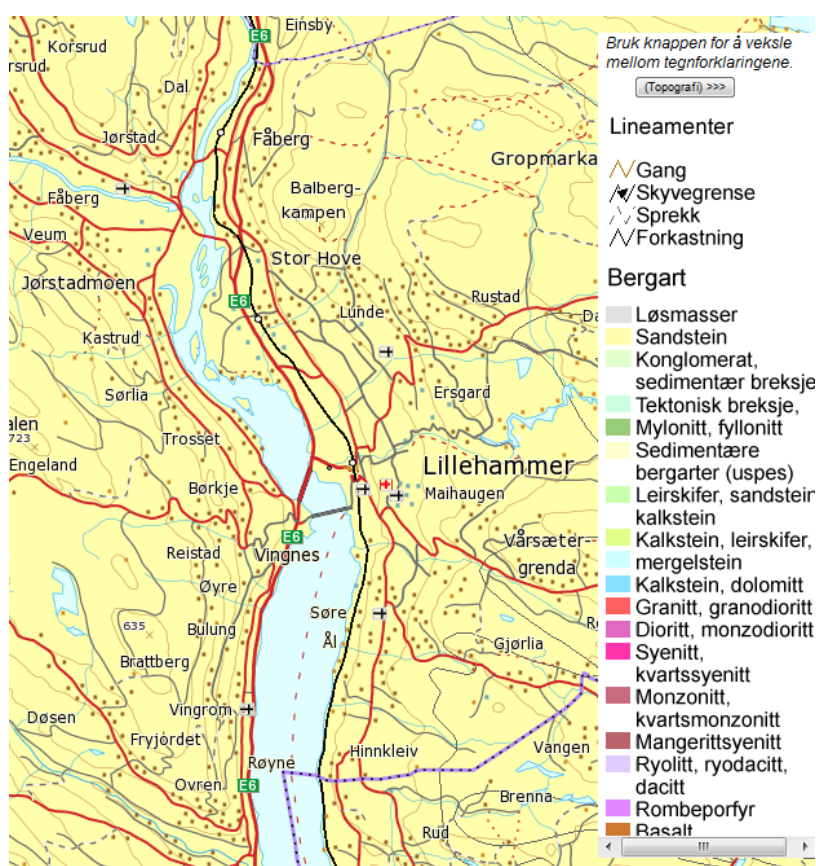 Einsby
E6
Korsrud
rsrud
Dal
Jørstad
Fåberg
Gropmarka
Balberg-
kampen
Fåberg
Veum
Stor Hove
Jørstadmoen
E6
Rustad
Lunde
Da
Kastrud
Sørlia
Ersgard
alen
723
Trosset
Engeland
Lillehammer
Børkje
Maihaugen
E6
Vårsæter-
grenda
Reistad
Vingnes
Øyre
Søre
Ål
635
Bulung
Gjørlia
Brattberg
Vingrom
Døsen
Fryjordet
Hinnkleiv
Vangen
Røyne
Ovren
E6
Brenna
Rud
Bruk knappen for å veksle
mellom tegnforklaringene.
(Topografi) >>>
Lineamenter
Gang
Skyvegrense
Sprekk
Forkastning
Bergart
Løsmasser
Sandstein
Konglomerat,
sedimentær breksje
Tektonisk breksje,
Mylonitt, fyllonitt
Sedimentære
bergarter (uspes)
Leirskifer, sandstein
kalkstein
Kalkstein, leirskifer,
mergelstein
Kalkstein, dolomitt
Granitt, granodioritt
Dioritt, monzodioritt
Syenitt,
kvartssyenitt
Monzonitt,
kvartsmonzonitt
Mangerittsyenitt
Ryolitt, ryodacitt,
dacitt
Rombeporfyr
Basalt